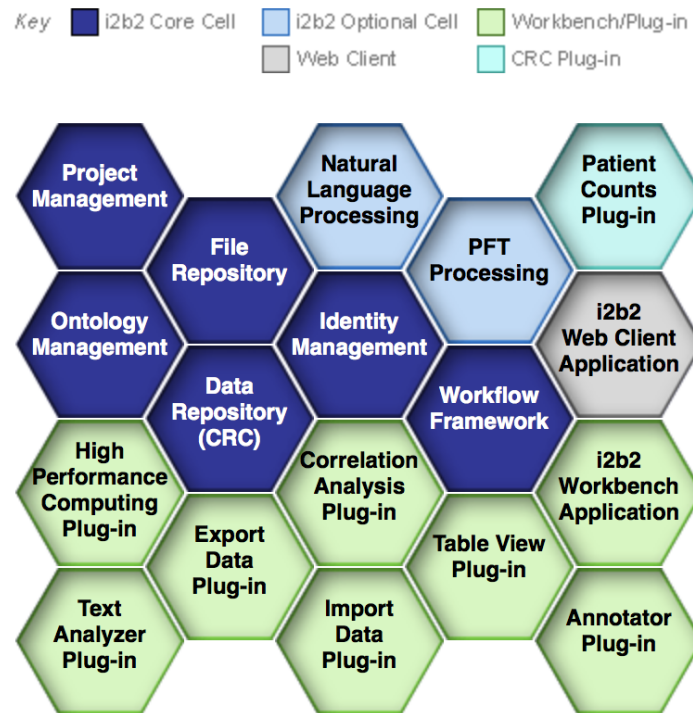 Key i2b2 Core Cell i2b2 Optional Cell Workbench/Plug-in
Web Client CRC Plug-in
Project
Management
Natural
Language
Processing
Patient
Counts
Plug-in
File
Repository
PFT
Processing
Ontology
Management
Identity
Management
i2b2
Web Client
Application
Data
Repository
(CRC)
Workflow
Framework
High
Performance
Computing
Plug-in
Correlation
Analysis
Plug-in
i2b2
Workbench
Application
Export
Data
Plug-in
Table View
Plug-in
Text
Analyzer
Plug-in
Import
Data
Plug-in
Annotator
Plug-in